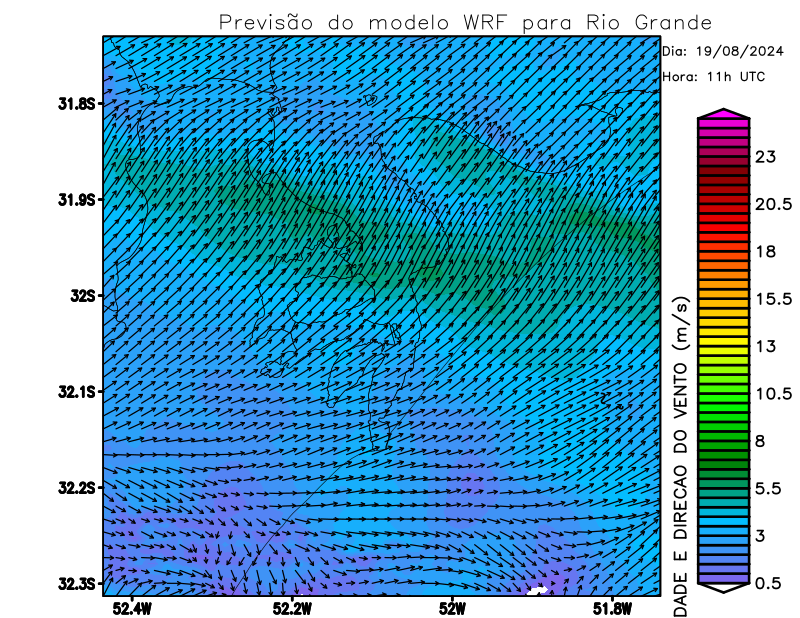 Previsão do modelo WRF para Rio Grande
Dia: 19/08/2024
Hora: 11h UTC
31.8S
31.9S
32S
32.1S
32.2S
32.3S
52.4W
52.2W
52W
51.8W
23
20.5
18
15.5
13
10.5
8
5.5
3
0.5
DADE E DIRECAO DO VENTO (m/s)